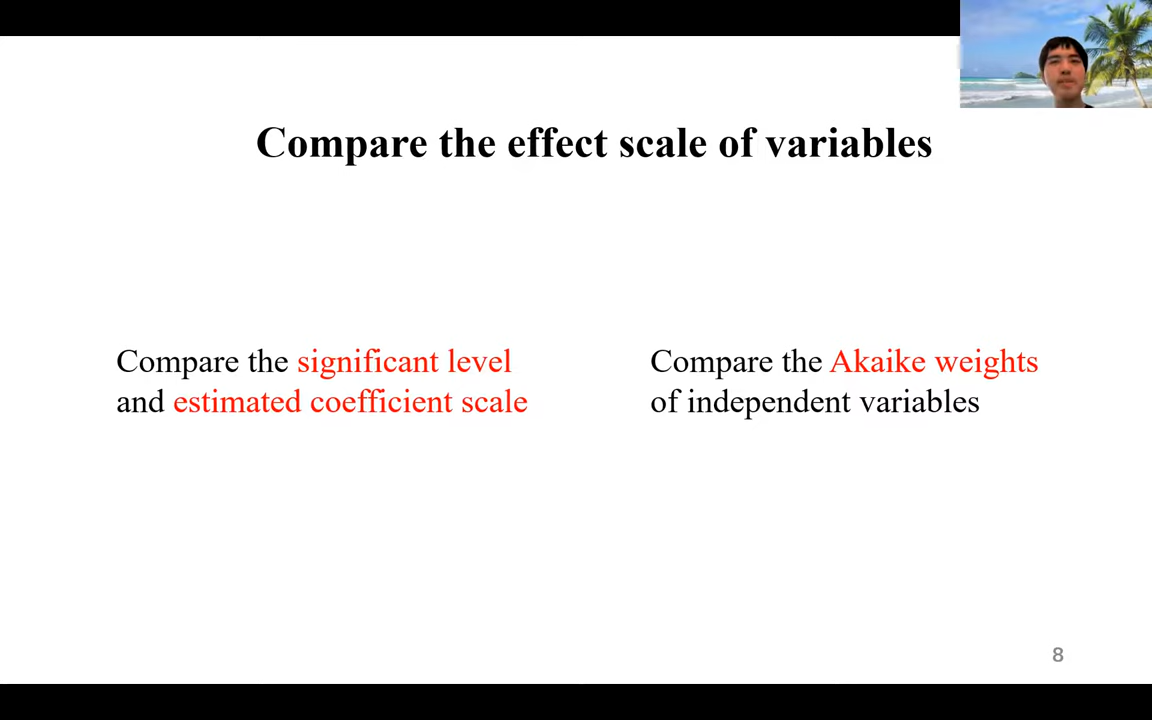 Compare the effect scale of variables
Compare the significant level
and estimated coefficient scale
Compare the Akaike weights
of independent variables
8